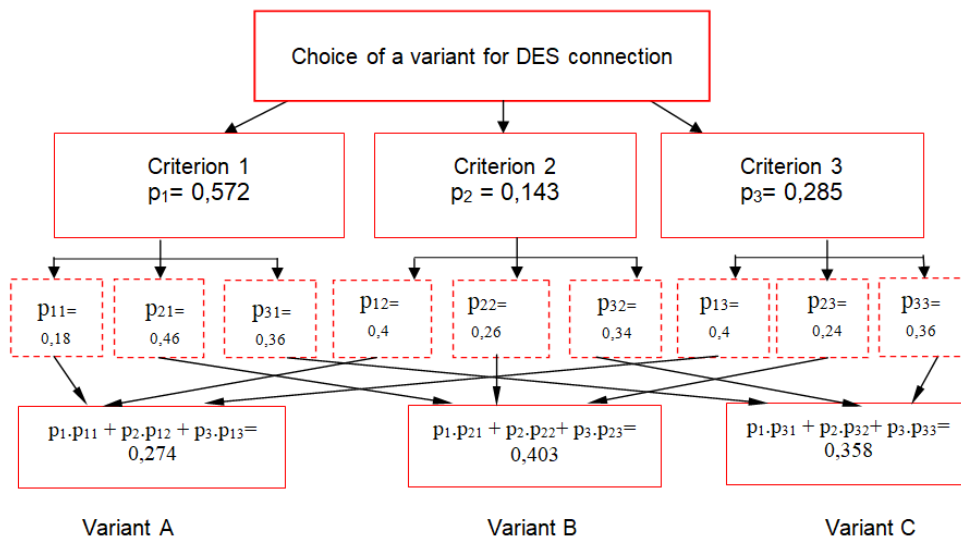 Choice of a variant for DES connection
Criterion 1
p₁= 0,572
Criterion 2
p₂ = 0,143
Criterion 3
p₃= 0,285
p₁₁=
0,18
p₂₁=
0,46
p₃₁=
0,36
p₁₂=
0,4
p₂₂=
0,26
p₃₂=
0,34
p₁₃=
0,4
p₂₃=
0,24
p₃₃=
0,36
p₁.p₁₁ + p₂.p₁₂ + p₃.p₁₃=
0,274
p₁.p₂₁ + p₂.p₂₂+ p₃.p₂₃=
0,403
p₁.p₃₁ + p₂.p₃₂+ p₃.p₃₃=
0,358
Variant A
Variant B
Variant C